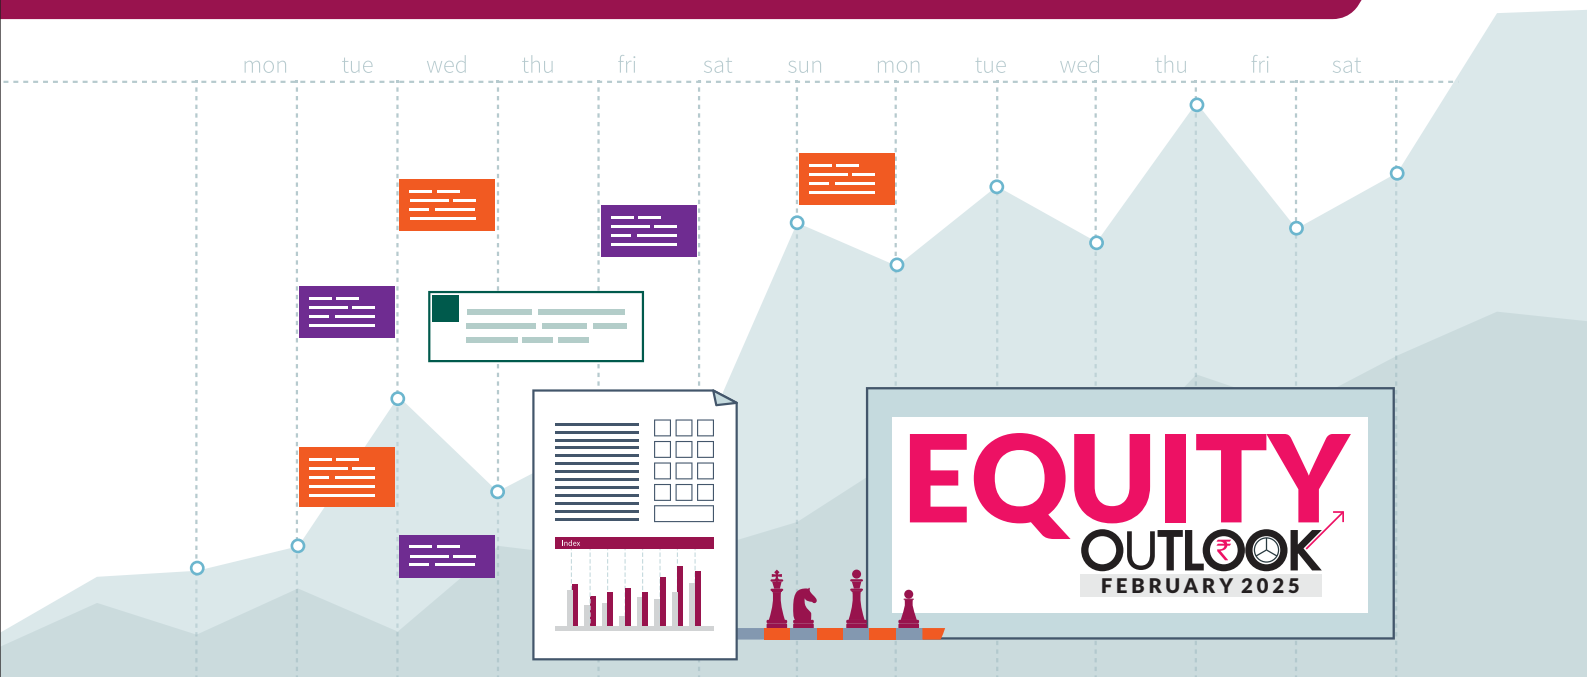 mon tue wed thu fri sat sun mon tue wed thu fri sat
Index
EQUITY
OUTLOOK
₹
FEBRUARY 2025